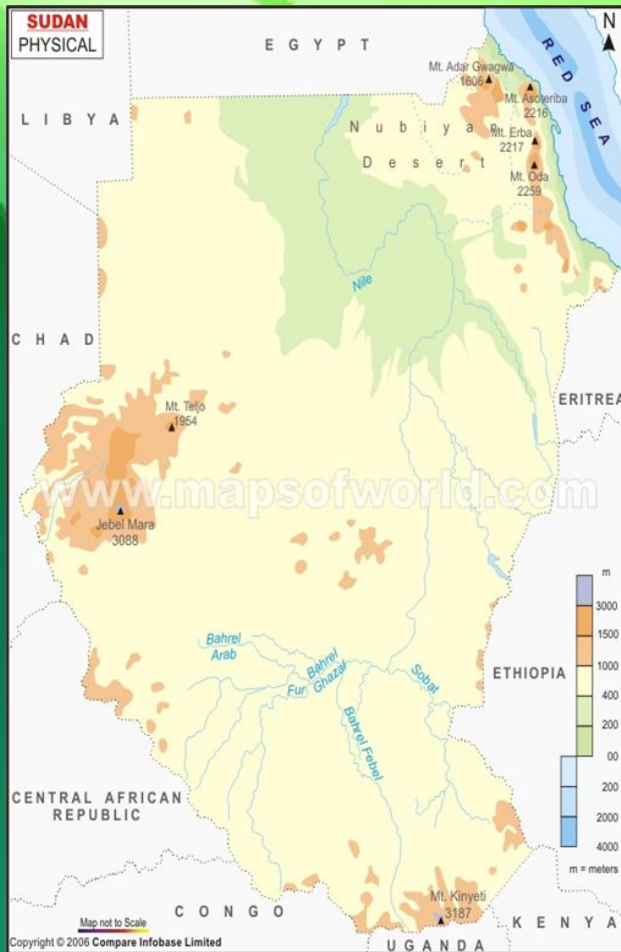 SUDAN
PHYSICAL
EGYPT
N
RED SEA
Mt. Adar Gwagwa
1606
Mt. Asoteriba
2216
LIBYA
Nubiyan
Desert
Mt. Erba
2217
Mt. Oda
2259
Nile
CHAD
ERITREA
Mt. Teljo
1954
www.mapsofworld.com
Jebel Mara
3088
m
3000
1500
1000
400
200
00
200
2000
4000
m = meters
ETHIOPIA
Bahrel
Arab
Bahrel
Ghazal
Fur
Sobat
Bahrel Febel
CENTRAL AFRICAN
REPUBLIC
Mt. Kinyeti
3187
CONGO
KENYA
UGANDA
Map not to Scale
Copyright © 2006 Compare Infobase Limited